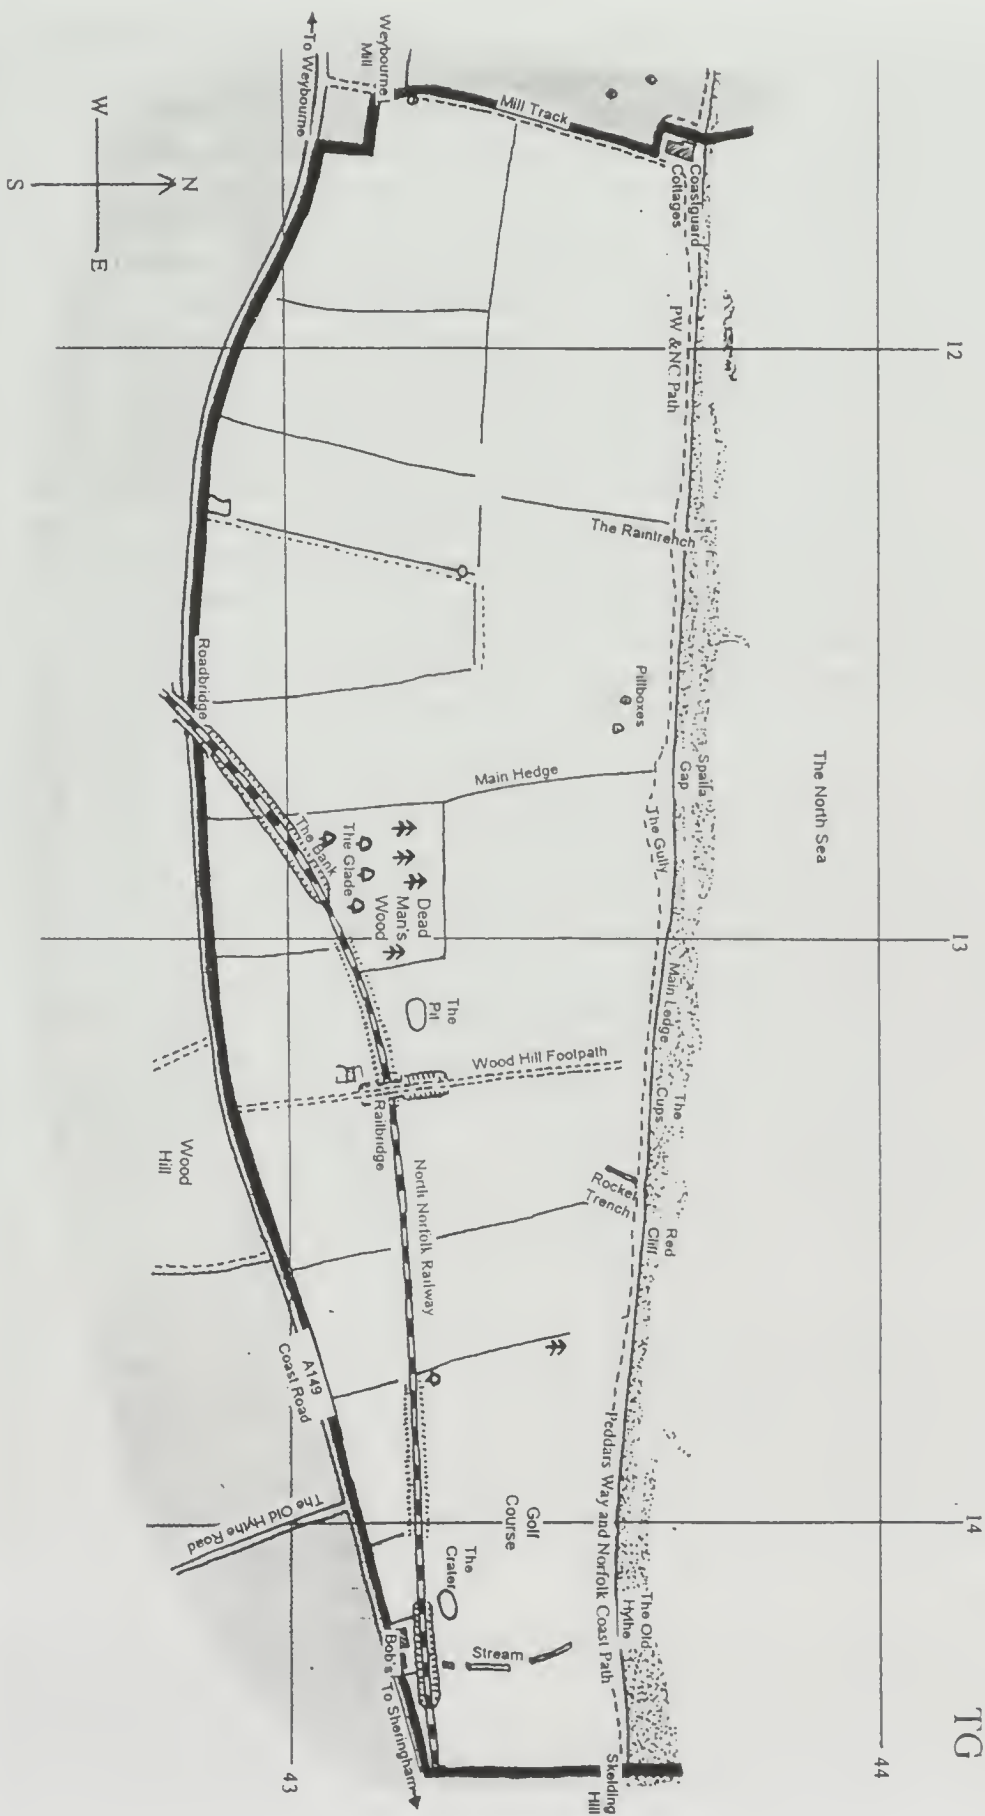 TG
12
13
14
43
44
W
N
S
E
To Weybourne
Weybourne
Mill
Mill Track
Coastguard
Cottages
PW & NC Path
The Raintrench
The North Sea
Roadbridge
Pillboxes
Spalla
Gap
Main Hedge
The Gully
The Bank
The Glade
Dead
Man's
Wood
The
Pit
Main Ledge
The
Cups
Wood Hill Footpath
Railbridge
Wood
Hill
Rocket
Trench
Red
Cliff
North Norfolk Railway
A149
Coast Road
The Old Hythe Road
Peddars Way and Norfolk Coast Path
Golf
Course
The
Crater
The Old
Hythe
Stream
Bob's
To Sheringham
Skelding
Hill